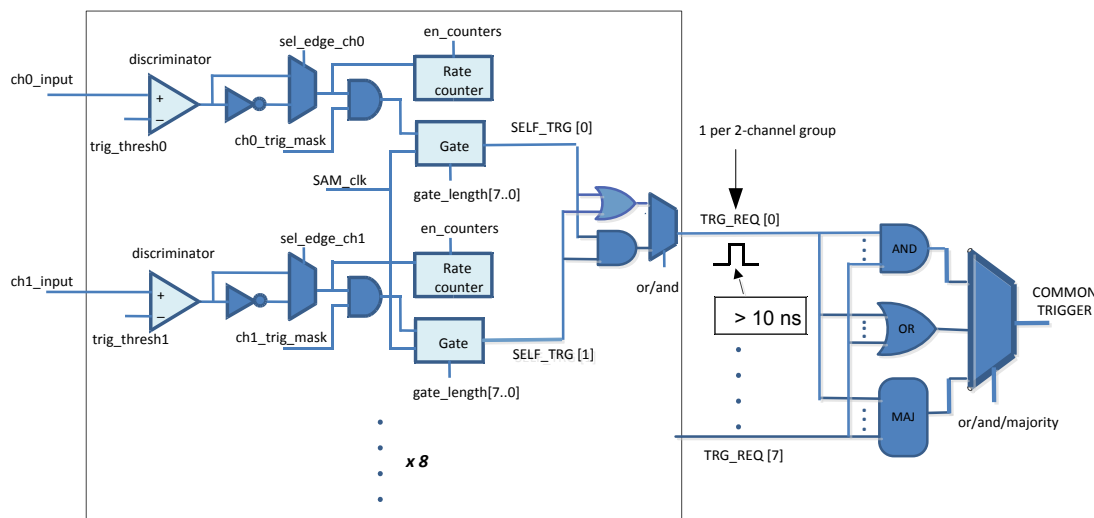 en_counters
sel_edge_ch0
discriminator
ch0_input
+
−
Rate
counter
trig_thresh0
ch0_trig_mask
SELF_TRG [0]
1 per 2-channel group
Gate
SAM_clk
gate_length[7..0]
TRG_REQ [0]
en_counters
sel_edge_ch1
discriminator
AND
or/and
ch1_input
+
−
Rate
counter
COMMON
TRIGGER
> 10 ns
OR
trig_thresh1
ch1_trig_mask
Gate
SELF_TRG [1]
gate_length[7..0]
MAJ
or/and/majority
x 8
TRG_REQ [7]